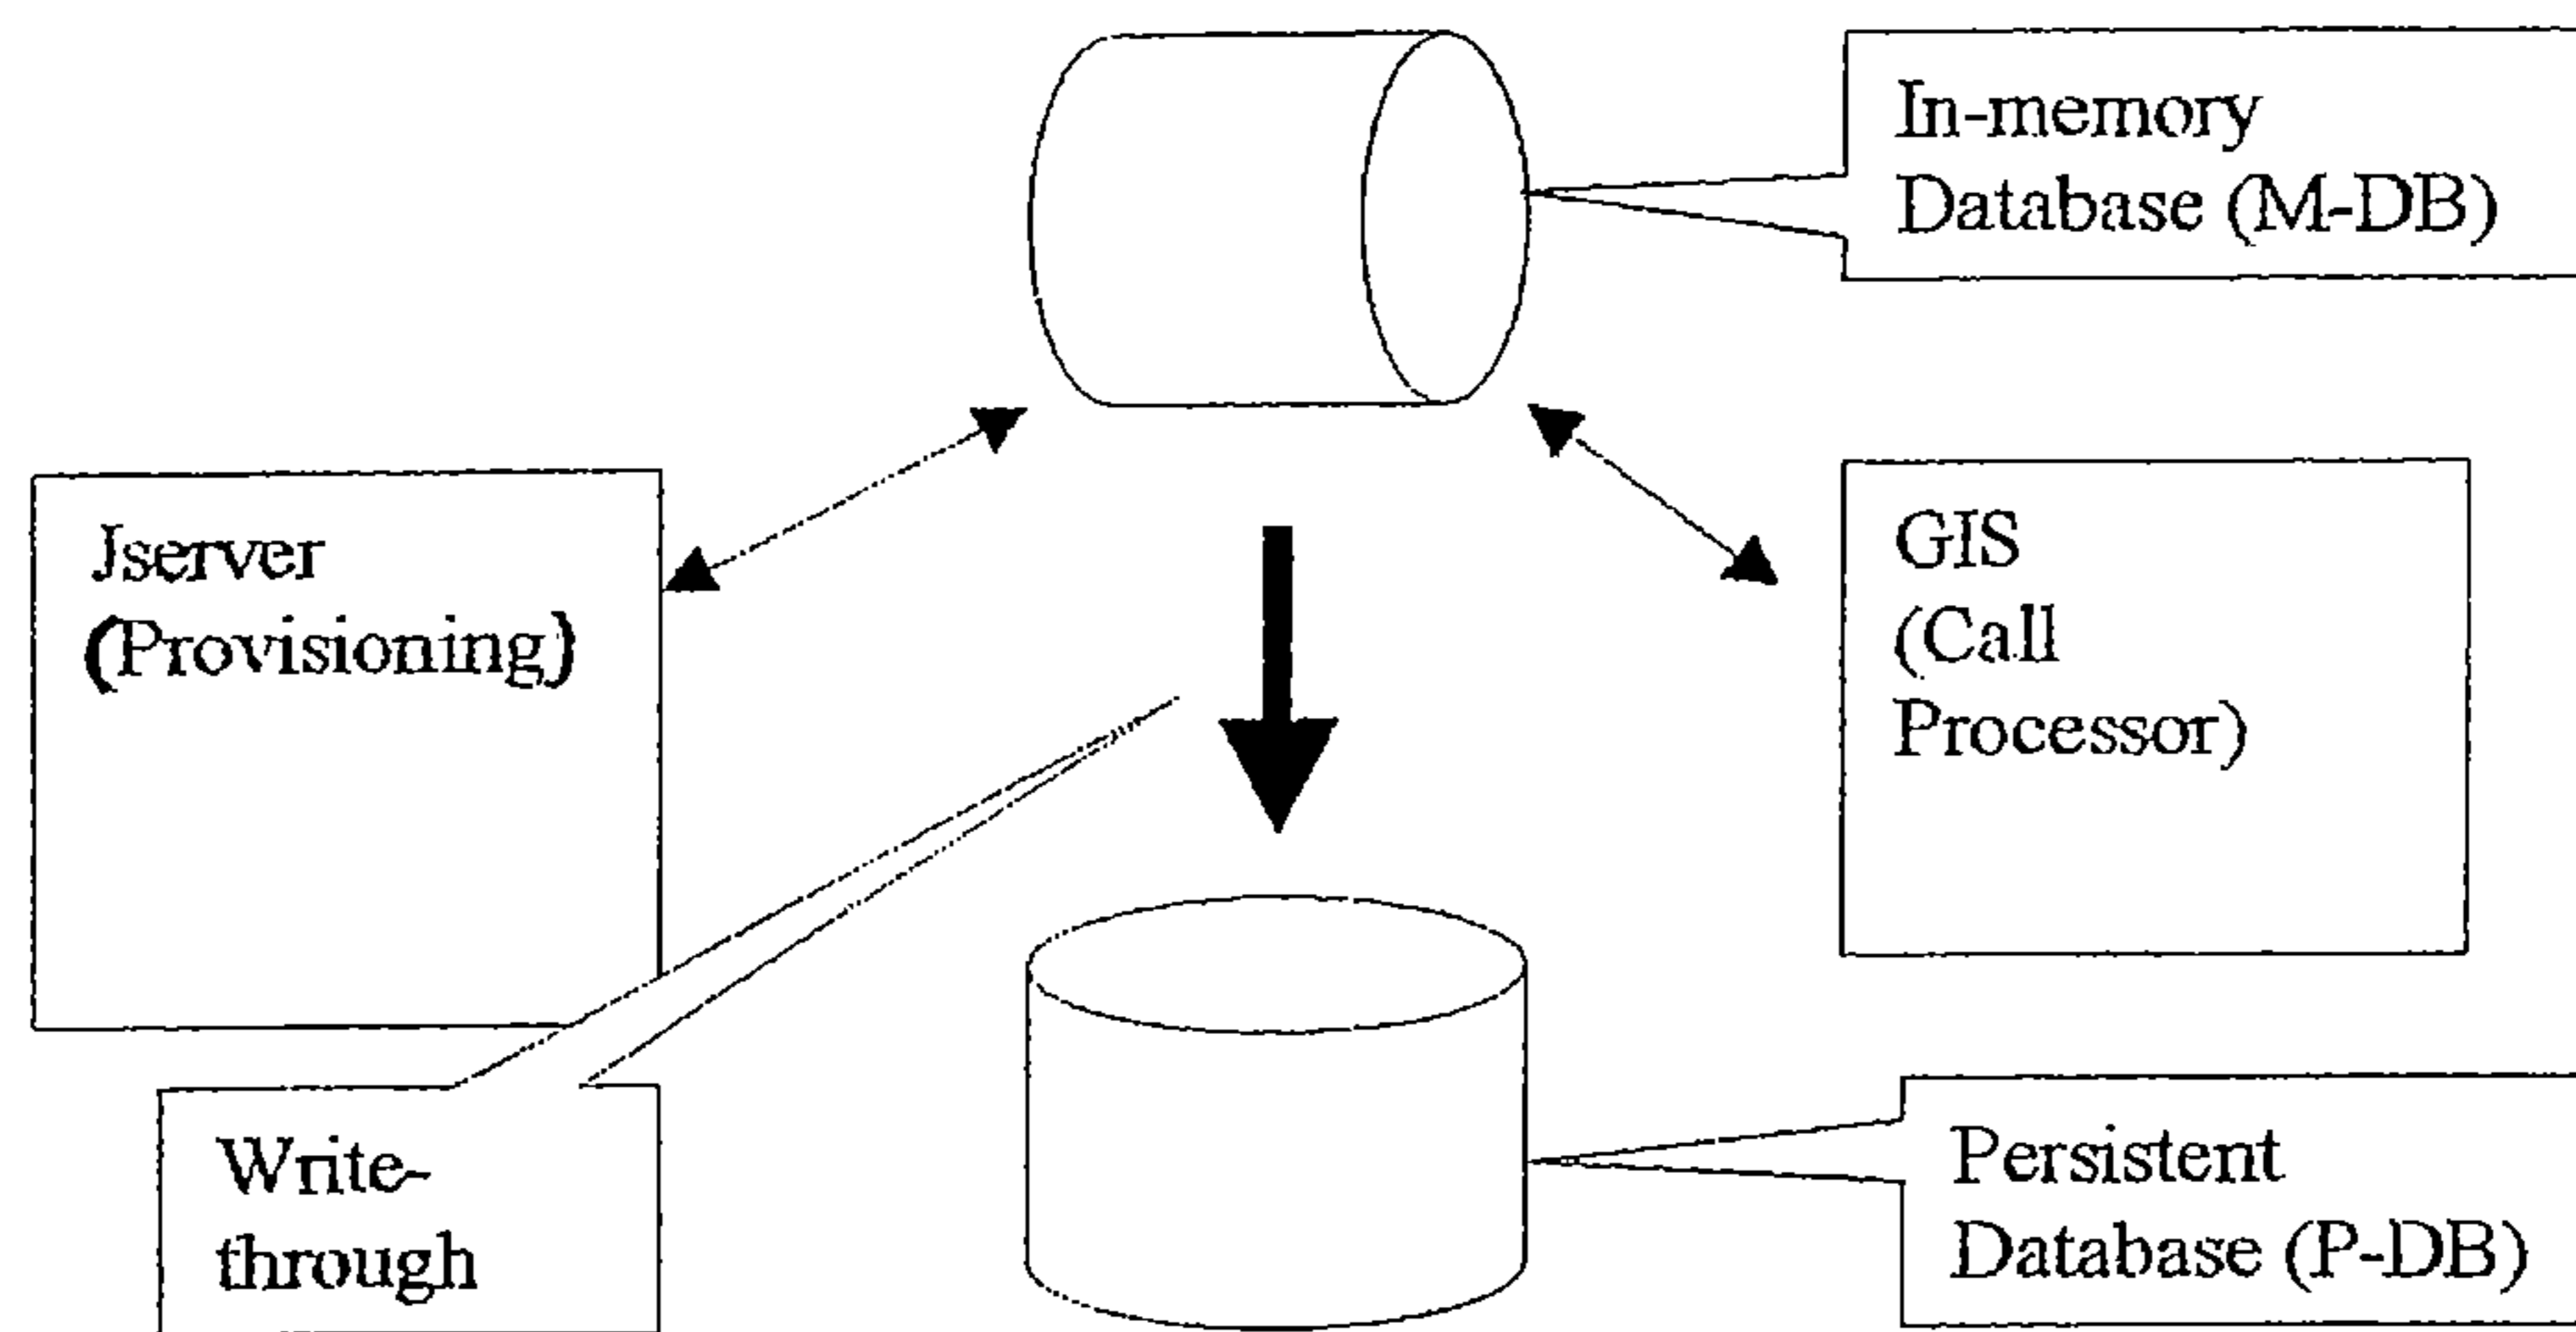 In-memory
Database (M-DB)
Jserver
(Provisioning)
GIS
(Call
Processor)
Write-
through
Persistent
Database (P-DB)